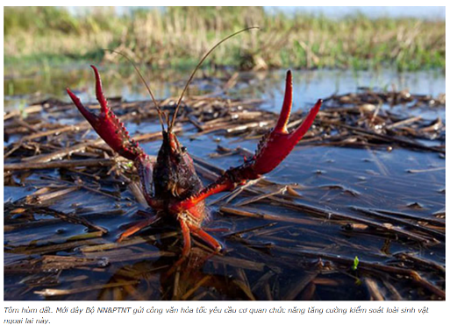 Tôm hùm đất. Mới đây Bộ NN&PTNT gửi công văn hỏa tốc yêu cầu cơ quan chức năng tăng cường kiểm soát loài sinh vật
ngoại lai này.